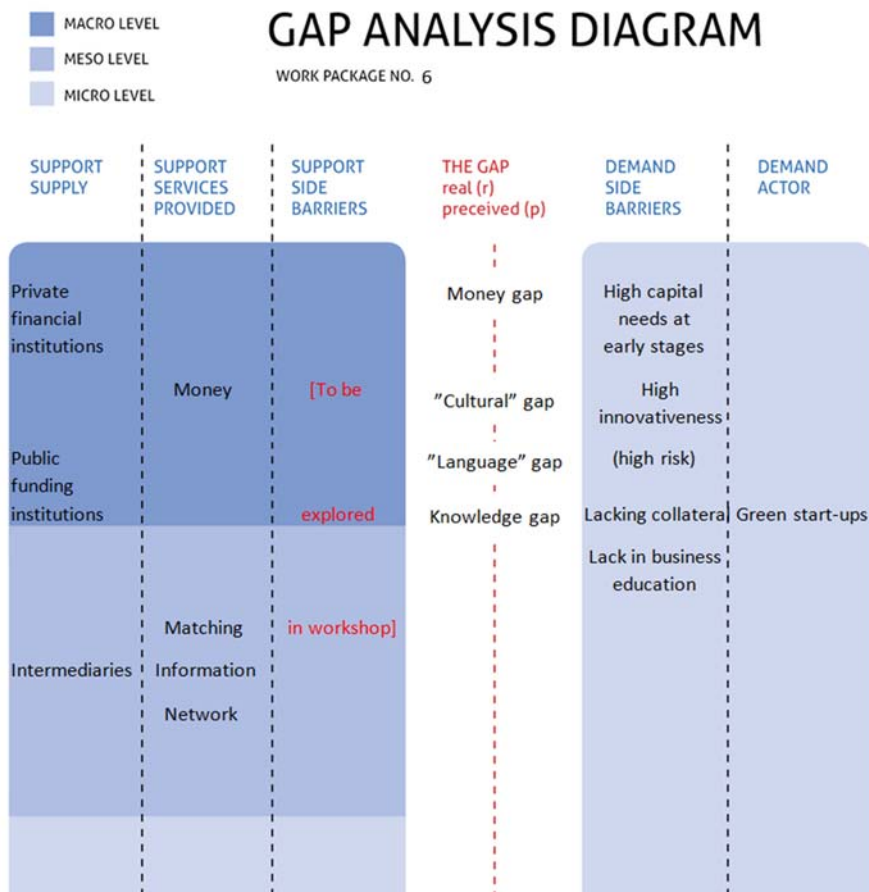 MACRO LEVEL
MESO LEVEL
MICRO LEVEL
GAP ANALYSIS DIAGRAM
WORK PACKAGE NO. 6
SUPPORT
SUPPLY
SUPPORT
SERVICES
PROVIDED
SUPPORT
SIDE
BARRIERS
THE GAP
real (r)
preceived (p)
DEMAND
SIDE
BARRIERS
DEMAND
ACTOR
Private
financial
institutions
Public
funding
institutions
Intermediaries
Money
Matching
Information
Network
[To be
explored
in workshop]
Money gap
”Cultural” gap
”Language” gap
Knowledge gap
High capital
needs at
early stages
High
innovativeness
(high risk)
Lacking collateral
Lack in business
education
Green start-ups